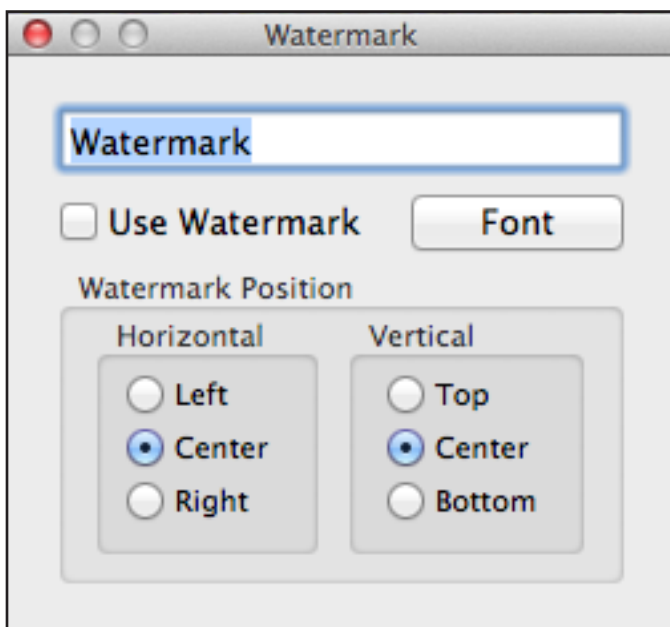 Watermark
Watermark
Use Watermark Font
Watermark Position
Horizontal Vertical
Left Top
Center Center
Right Bottom